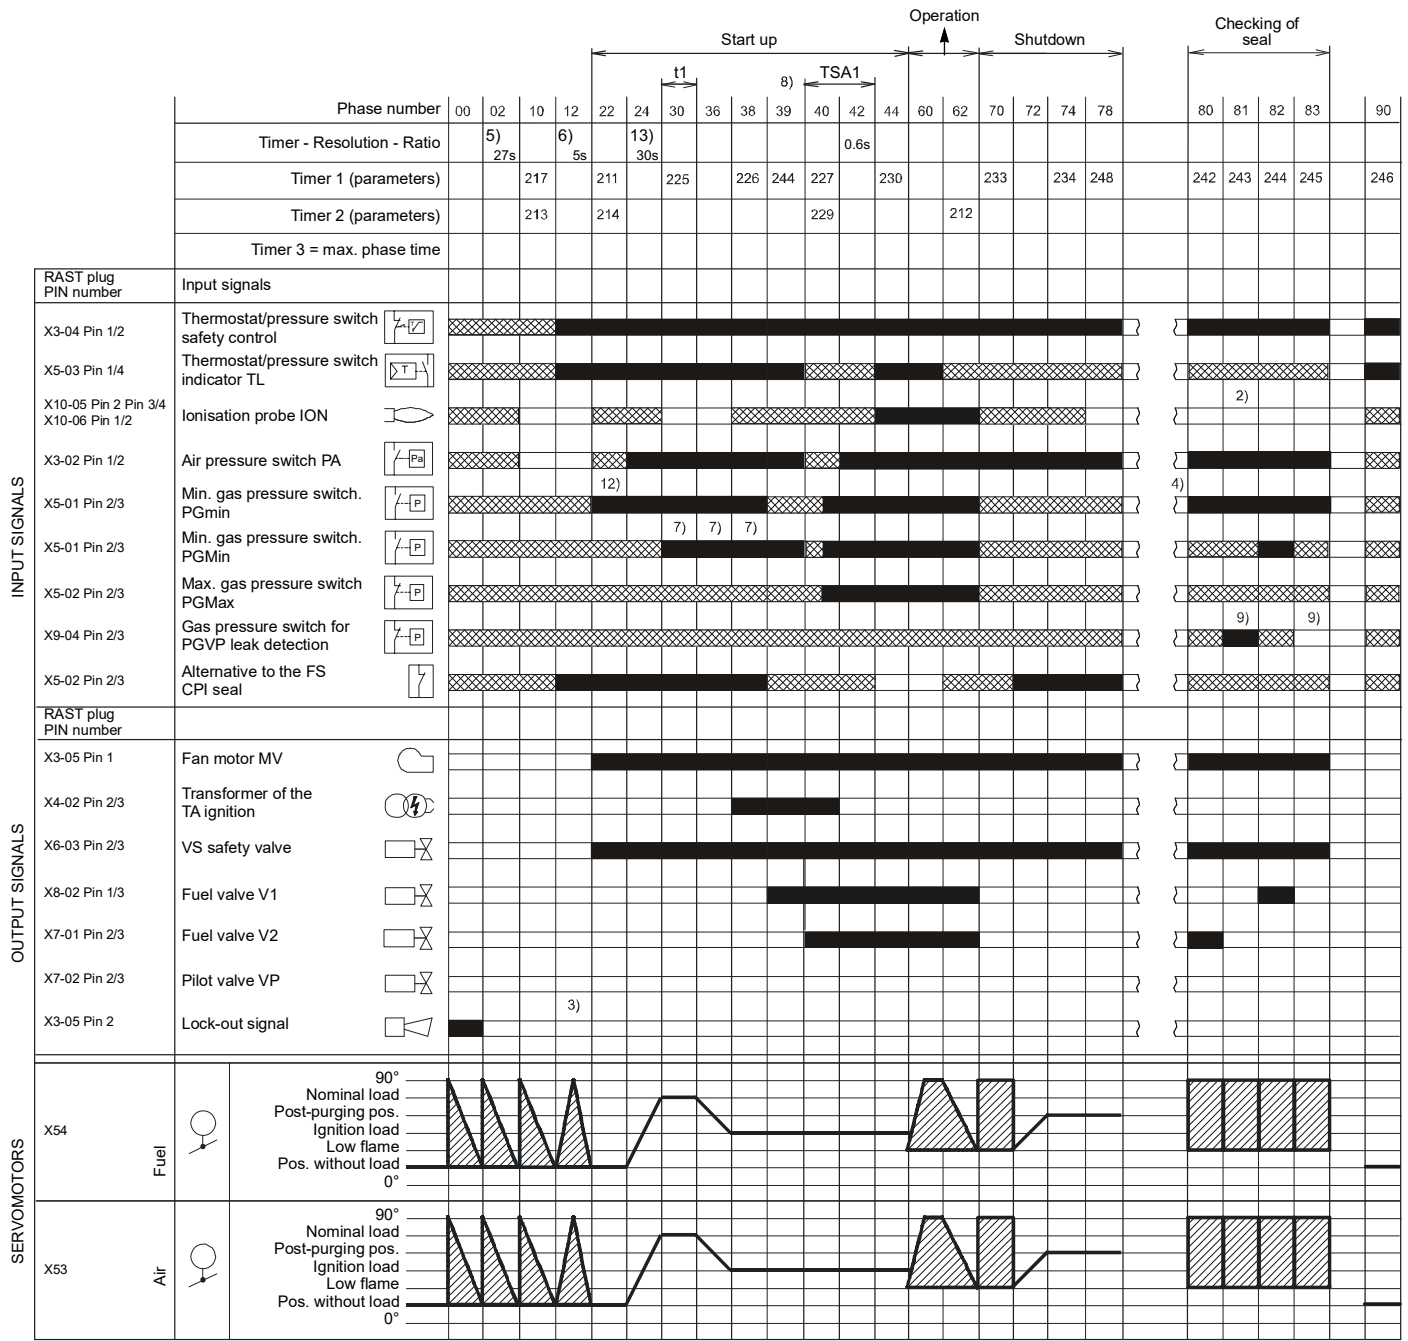 Operation
Start up
Shutdown
Checking of
seal
t1
8)
TSA1
Phase number 00 02 10 12 22 24 30 36 38 39 40 42 44 60 62 70 72 74 78 80 81 82 83 90
Timer - Resolution - Ratio 5) 27s 6) 5s 13) 30s 0.6s
Timer 1 (parameters) 217 211 225 226 244 227 230 233 234 248 242 243 244 245 246
Timer 2 (parameters) 213 214 229 212
Timer 3 = max. phase time
RAST plug
PIN number
Input signals
INPUT SIGNALS
X3-04 Pin 1/2
Thermostat/pressure switch
safety control
X5-03 Pin 1/4
Thermostat/pressure switch
indicator TL
T
2)
X10-05 Pin 2 Pin 3/4
X10-06 Pin 1/2
Ionisation probe ION
X3-02 Pin 1/2
Air pressure switch PA
Pa
12)
4)
X5-01 Pin 2/3
Min. gas pressure switch.
PGmin
P
7) 7) 7)
X5-01 Pin 2/3
Min. gas pressure switch.
PGMin
P
X5-02 Pin 2/3
Max. gas pressure switch
PGMax
P
9) 9)
X9-04 Pin 2/3
Gas pressure switch for
PGVP leak detection
P
X5-02 Pin 2/3
Alternative to the FS
CPI seal
RAST plug
PIN number
OUTPUT SIGNALS
X3-05 Pin 1
Fan motor MV
X4-02 Pin 2/3
Transformer of the
TA ignition
X6-03 Pin 2/3
VS safety valve
X8-02 Pin 1/3
Fuel valve V1
X7-01 Pin 2/3
Fuel valve V2
X7-02 Pin 2/3
Pilot valve VP
3)
X3-05 Pin 2
Lock-out signal
SERVOMOTORS
X54
Fuel
90°
Nominal load
Post-purging pos.
Ignition load
Low flame
Pos. without load
0°
X53
Air
90°
Nominal load
Post-purging pos.
Ignition load
Low flame
Pos. without load
0°